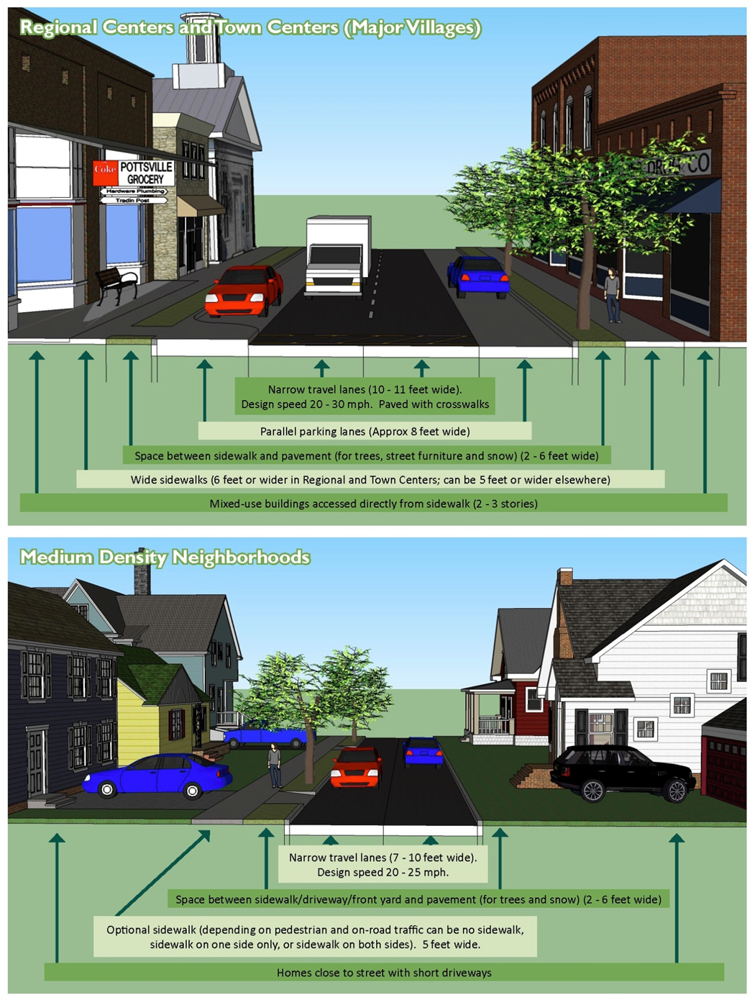 Regional Centers and Town Centers (Major Villages)
Coke
POTTSVILLE
GROCERY
Hardware Plumbing
Tradin Post
CO
Narrow travel lanes (10 - 11 feet wide).
Design speed 20 - 30 mph.  Paved with crosswalks
Parallel parking lanes (Approx 8 feet wide)
Space between sidewalk and pavement (for trees, street furniture and snow) (2 - 6 feet wide)
Wide sidewalks (6 feet or wider in Regional and Town Centers; can be 5 feet or wider elsewhere)
Mixed-use buildings accessed directly from sidewalk (2 - 3 stories)
Medium Density Neighborhoods
Narrow travel lanes (7 - 10 feet wide).
Design speed 20 - 25 mph.
Space between sidewalk/driveway/front yard and pavement (for trees and snow) (2 - 6 feet wide)
Optional sidewalk (depending on pedestrian and on-road traffic can be no sidewalk,
sidewalk on one side only, or sidewalk on both sides).  5 feet wide.
Homes close to street with short driveways